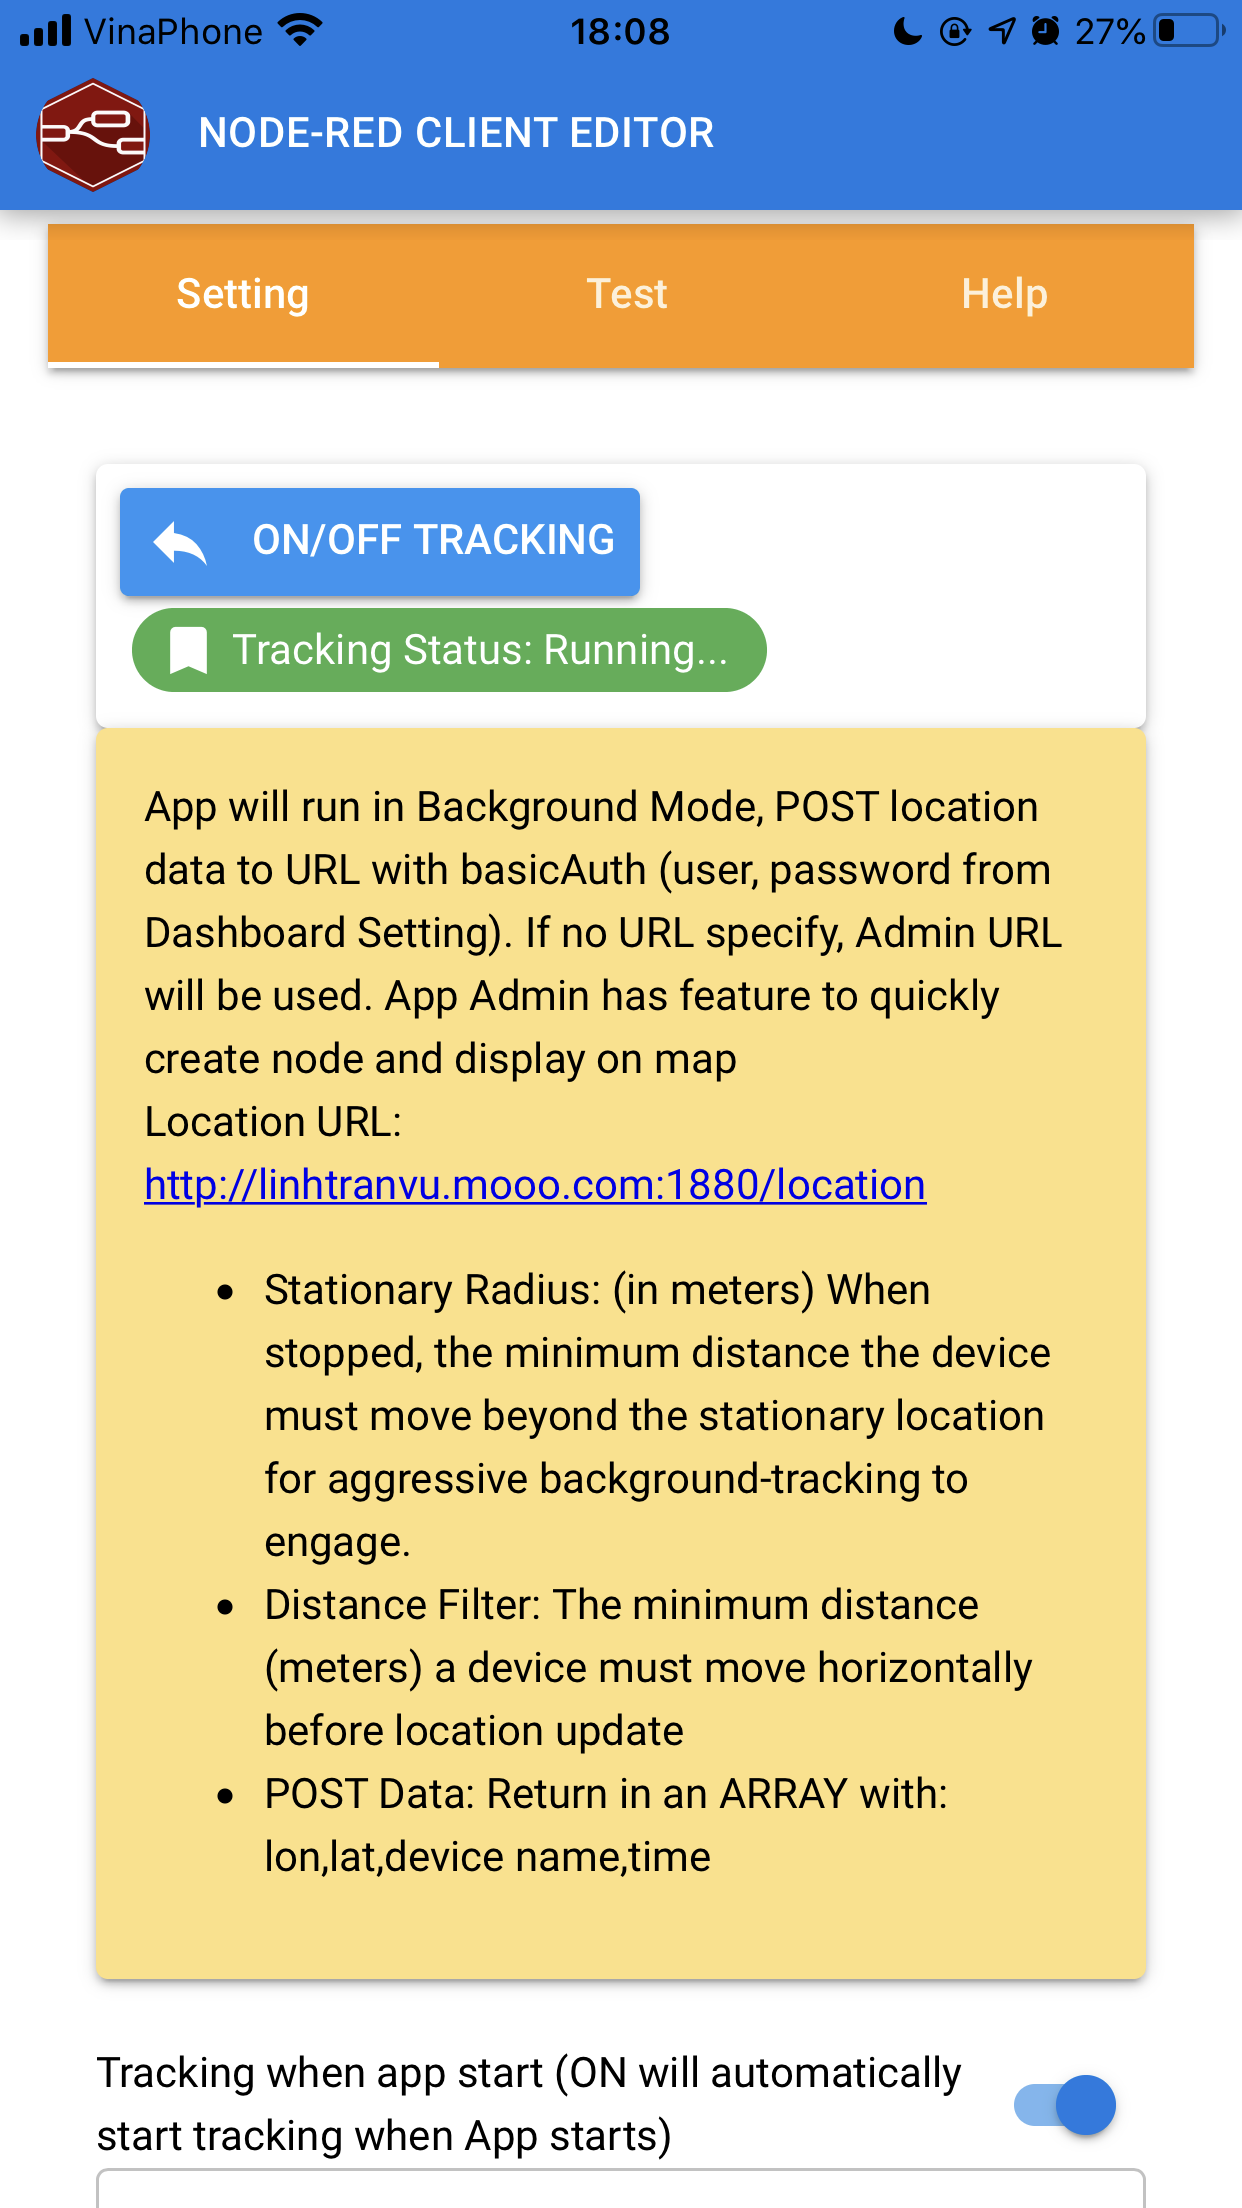 VinaPhone 18:08 27%
NODE-RED CLIENT EDITOR
Setting Test Help
ON/OFF TRACKING
Tracking Status: Running...
App will run in Background Mode, POST location
data to URL with basicAuth (user, password from
Dashboard Setting). If no URL specify, Admin URL
will be used. App Admin has feature to quickly
create node and display on map
Location URL:
http://linhtranvu.mooo.com:1880/location
• Stationary Radius: (in meters) When
stopped, the minimum distance the device
must move beyond the stationary location
for aggressive background-tracking to
engage.
• Distance Filter: The minimum distance
(meters) a device must move horizontally
before location update
• POST Data: Return in an ARRAY with:
lon,lat,device name,time
Tracking when app start (ON will automatically
start tracking when App starts)